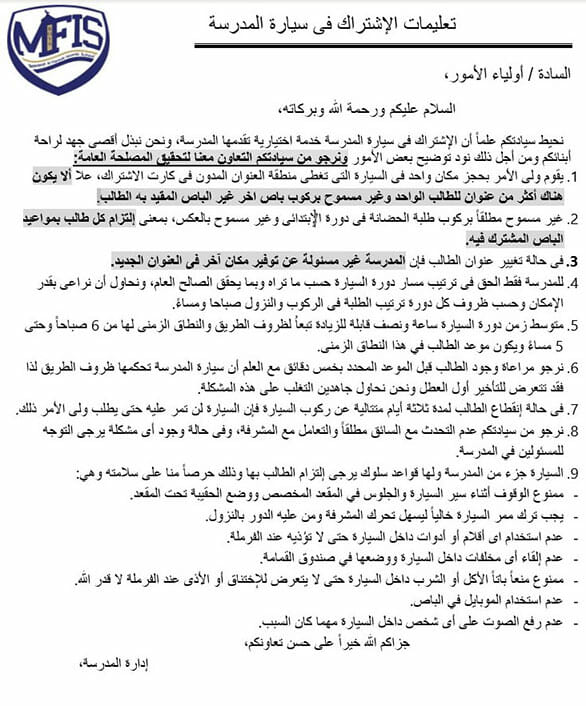 MFIS
تعليمات الإشتراك فى سيارة المدرسة
السادة / أولياء الأمور،
السلام عليكم ورحمة الله وبركاته،
نحيط سيادتكم علماً أن الإشتراك فى سيارة المدرسة خدمة اختيارية تقدمها المدرسة، ونحن نبذل أقصى جهد لراحة
أبنائكم ومن أجل ذلك نود توضيح بعض الأمور ونرجو من سيادتكم التعاون معنا لتحقيق المصلحة العامة:
1. يقوم ولى الأمر بحجز مكان واحد فى السيارة التى تغطى منطقة العنوان المدون فى كارت الاشتراك، علا ألا يكون
هناك أكثر من عنوان للطالب الواحد وغير مسموح بركوب باص اخر غير الباص المقيد به الطالب.
2. غير مسموح مطلقاً بركوب طلبة الحضانة فى دورة الإبتدائى وغير مسموح بالعكس، بمعنى إلتزام كل طالب بمواعيد
الباص المشترك فيه.
3. فى حالة تغيير عنوان الطالب فإن المدرسة غير مسئولة عن توفير مكان آخر فى العنوان الجديد.
4. للمدرسة فقط الحق فى ترتيب مسار دورة السيارة حسب ما تراه وبما يحقق الصالح العام، ونحاول أن نراعى بقدر
الإمكان وحسب ظروف كل دورة ترتيب الطلبة فى الركوب والنزول صباحا ومساءً.
5. متوسط زمن دورة السيارة ساعة ونصف قابلة للزيادة تبعاً لظروف الطريق والنطاق الزمنى لها من 6 صباحاً وحتى
5 مساءً ويكون موعد الطالب في هذا النطاق الزمنى.
6. نرجو مراعاة وجود الطالب قبل الموعد المحدد بخمس دقائق مع العلم أن سيارة المدرسة تحكمها ظروف الطريق لذا
فقد تتعرض للتأخير أول العطل ونحن نحاول جاهدين التغلب على هذه المشكلة.
7. فى حالة إنقطاع الطالب لمدة ثلاثة أيام متتالية عن ركوب السيارة فإن السيارة لن تمر عليه حتى يطلب ولى الأمر ذلك.
8. نرجو من سيادتكم عدم التحدث مع السائق مطلقاً والتعامل مع المشرفة، وفى حالة وجود أى مشكلة يرجى التوجه
للمسئولين في المدرسة.
9. السيارة جزء من المدرسة ولها قواعد سلوك يرجى إلتزام الطالب بها وذلك حرصاً منا على سلامته وهي:
- ممنوع الوقوف أثناء سير السيارة والجلوس في المقعد المخصص ووضع الحقيبة تحت المقعد.
- يجب ترك ممر السيارة خالياً ليسهل تحرك المشرفة ومن عليه الدور بالنزول.
- عدم استخدام اى أقلام أو أدوات داخل السيارة حتى لا تؤذيه عند الفرملة.
- عدم إلقاء أى مخلفات داخل السيارة ووضعها في صندوق القمامة.
- ممنوع منعاً باتاً الأكل أو الشرب داخل السيارة حتى لا يتعرض للإختناق أو الأذى عند الفرملة لا قدر الله.
- عدم استخدام الموبايل في الباص.
- عدم رفع الصوت على أى شخص داخل السيارة مهما كان السبب.
جزاكم الله خيراً على حسن تعاونكم،
إدارة المدرسة،